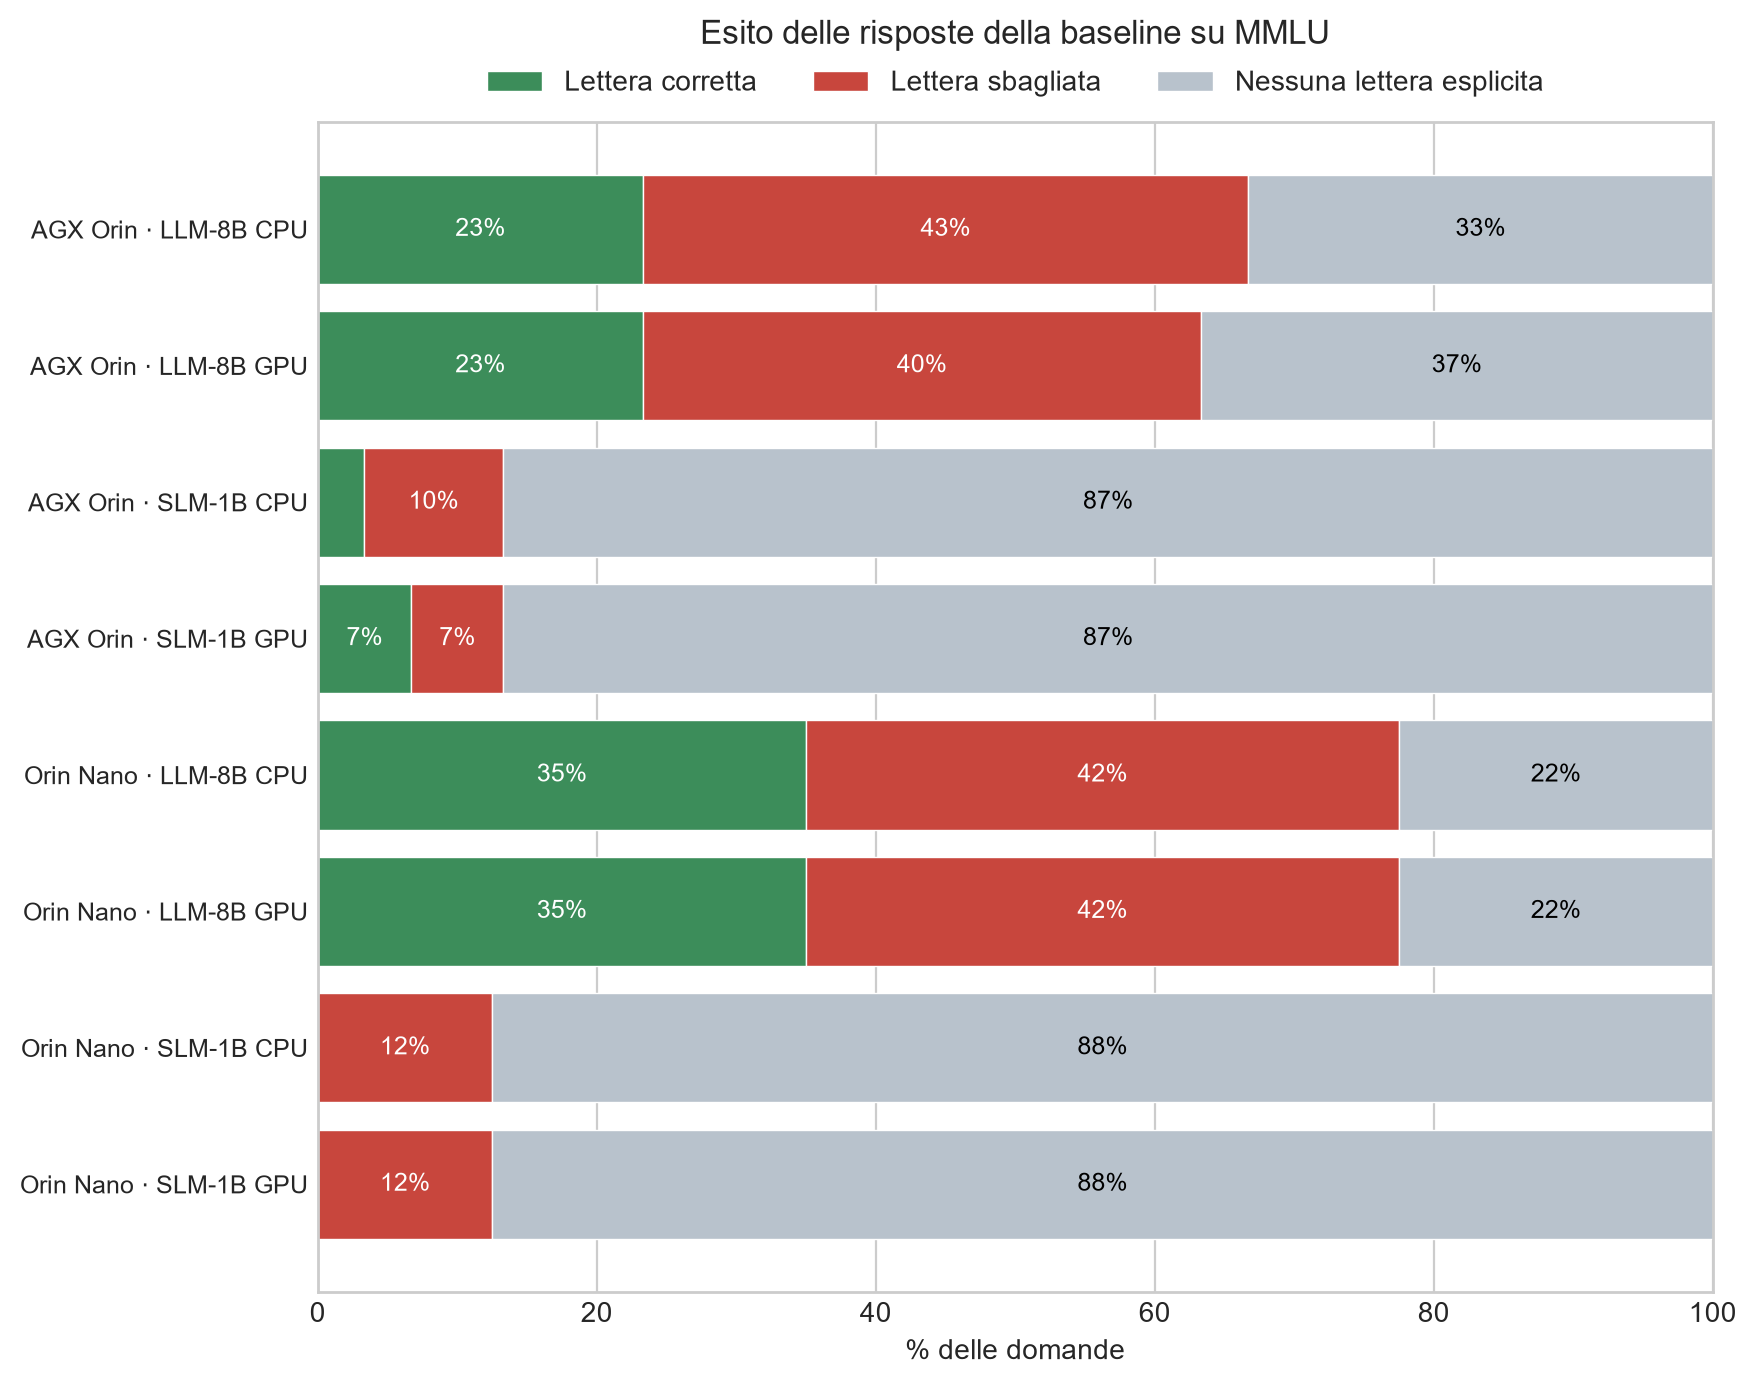 Esito delle risposte della baseline su MMLU
Lettera corretta Lettera sbagliata Nessuna lettera esplicita
AGX Orin · LLM-8B CPU 23% 43% 33%
AGX Orin · LLM-8B GPU 23% 40% 37%
AGX Orin · SLM-1B CPU 10% 87%
AGX Orin · SLM-1B GPU 7% 7% 87%
Orin Nano · LLM-8B CPU 35% 42% 22%
Orin Nano · LLM-8B GPU 35% 42% 22%
Orin Nano · SLM-1B CPU 12% 88%
Orin Nano · SLM-1B GPU 12% 88%
0 20 40 60 80 100
% delle domande